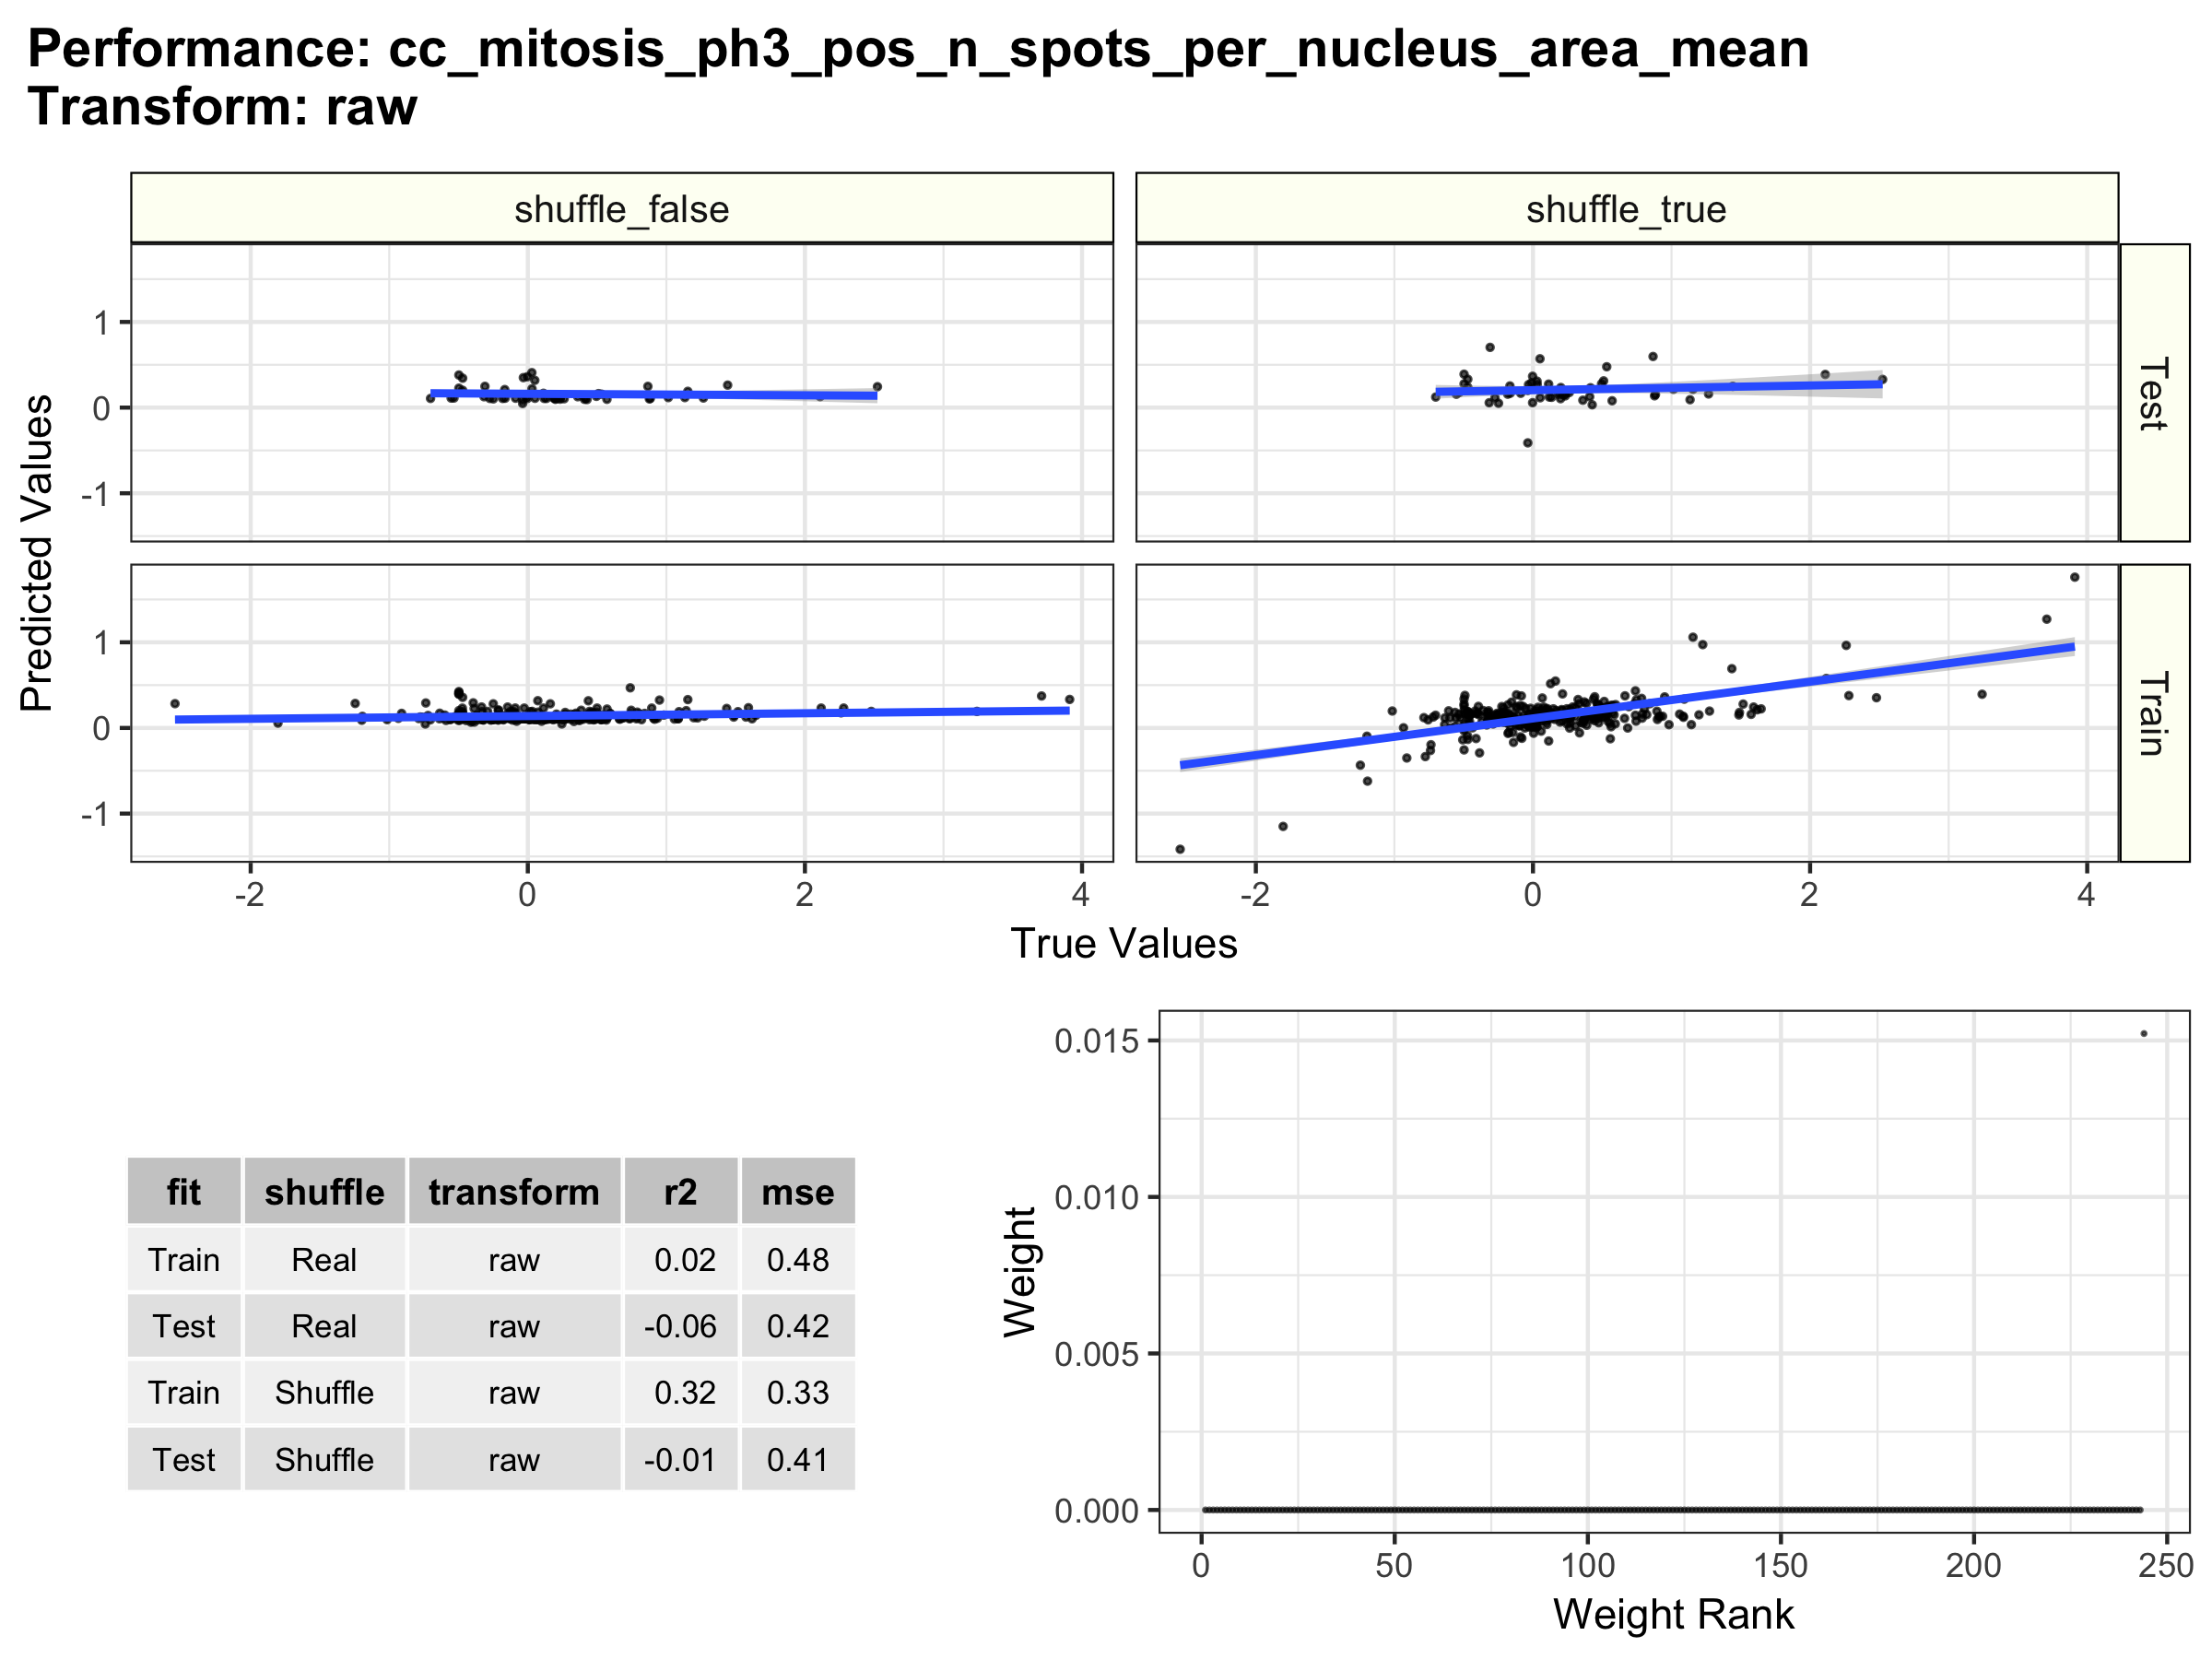 Performance: cc_mitosis_ph3_pos_n_spots_per_nucleus_area_mean
Transform: raw
shuffle_false
shuffle_true
1
0
-1
Test
1
0
-1
Train
Predicted Values
-2 0 2 4
-2 0 2 4
True Values
fit shuffle transform r2 mse
Train Real raw 0.02 0.48
Test Real raw -0.06 0.42
Train Shuffle raw 0.32 0.33
Test Shuffle raw -0.01 0.41
0.015
0.010
0.005
0.000
Weight
0 50 100 150 200 250
Weight Rank